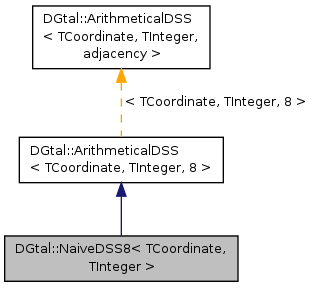 DGtal::ArithmeticalDSS
< TCoordinate, TInteger,
adjacency >
< TCoordinate, TInteger, 8 >
DGtal::ArithmeticalDSS
< TCoordinate, TInteger, 8 >
DGtal::NaiveDSS8< TCoordinate,
TInteger >